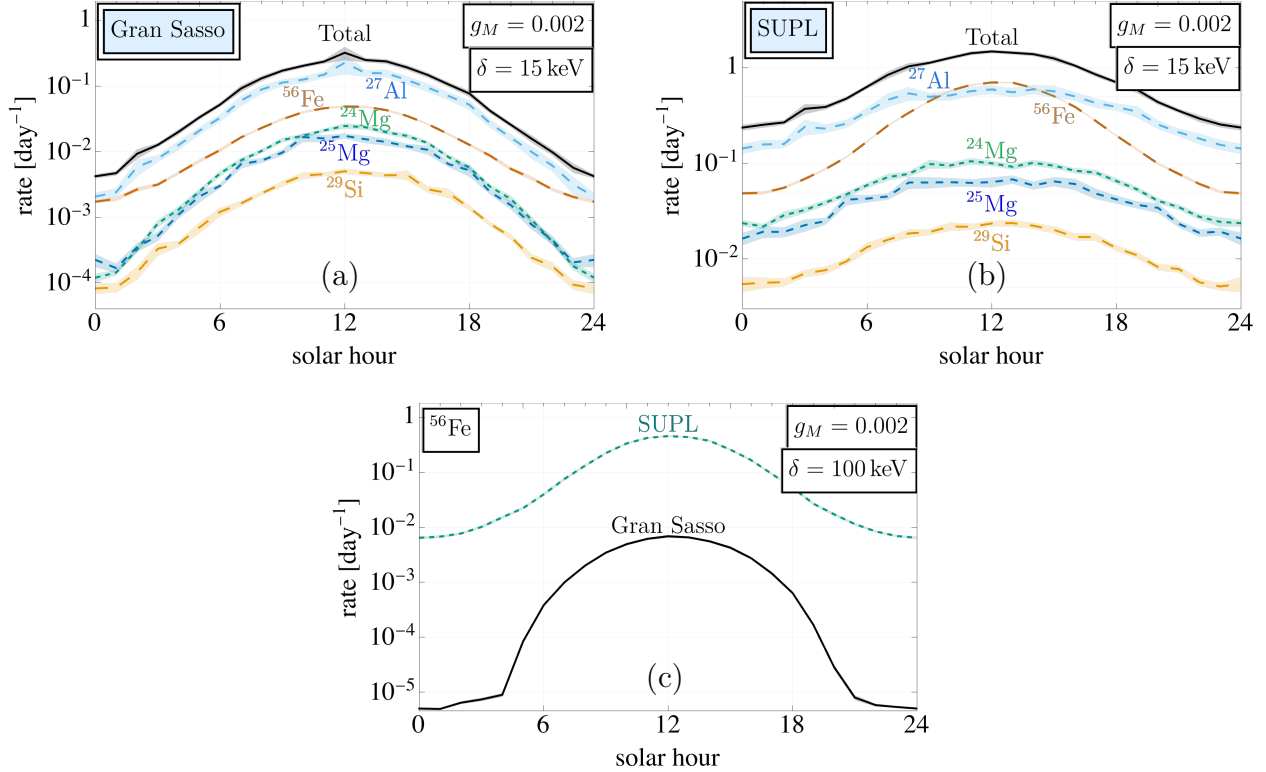 Gran Sasso
g_M = 0.002
δ = 15 keV
Total
²⁷Al
⁵⁶Fe
²⁴Mg
²⁵Mg
²⁹Si
(a)
rate [day⁻¹]
1
10⁻¹
10⁻²
10⁻³
10⁻⁴
0 6 12 18 24
solar hour
SUPL
g_M = 0.002
δ = 15 keV
Total
²⁷Al
⁵⁶Fe
²⁴Mg
²⁵Mg
²⁹Si
(b)
rate [day⁻¹]
1
10⁻¹
10⁻²
0 6 12 18 24
solar hour
⁵⁶Fe
SUPL
g_M = 0.002
δ = 100 keV
Gran Sasso
(c)
rate [day⁻¹]
1
10⁻¹
10⁻²
10⁻³
10⁻⁴
10⁻⁵
0 6 12 18 24
solar hour